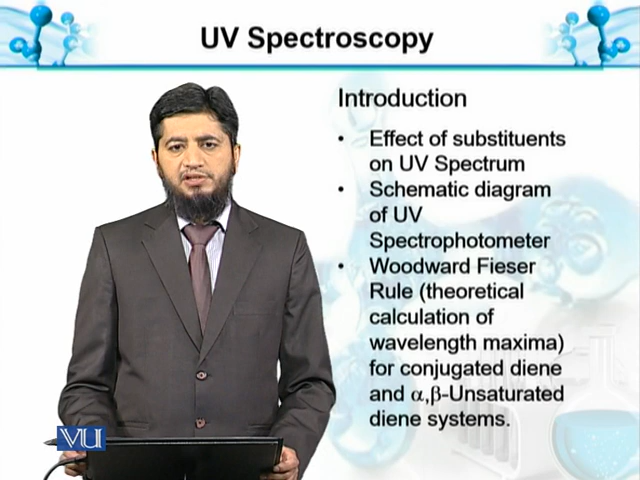 UV Spectroscopy
Introduction
• Effect of substituents
on UV Spectrum
• Schematic diagram
of UV
Spectrophotometer
• Woodward Fieser
Rule (theoretical
calculation of
wavelength maxima)
for conjugated diene
and α,β-Unsaturated
diene systems.
VU